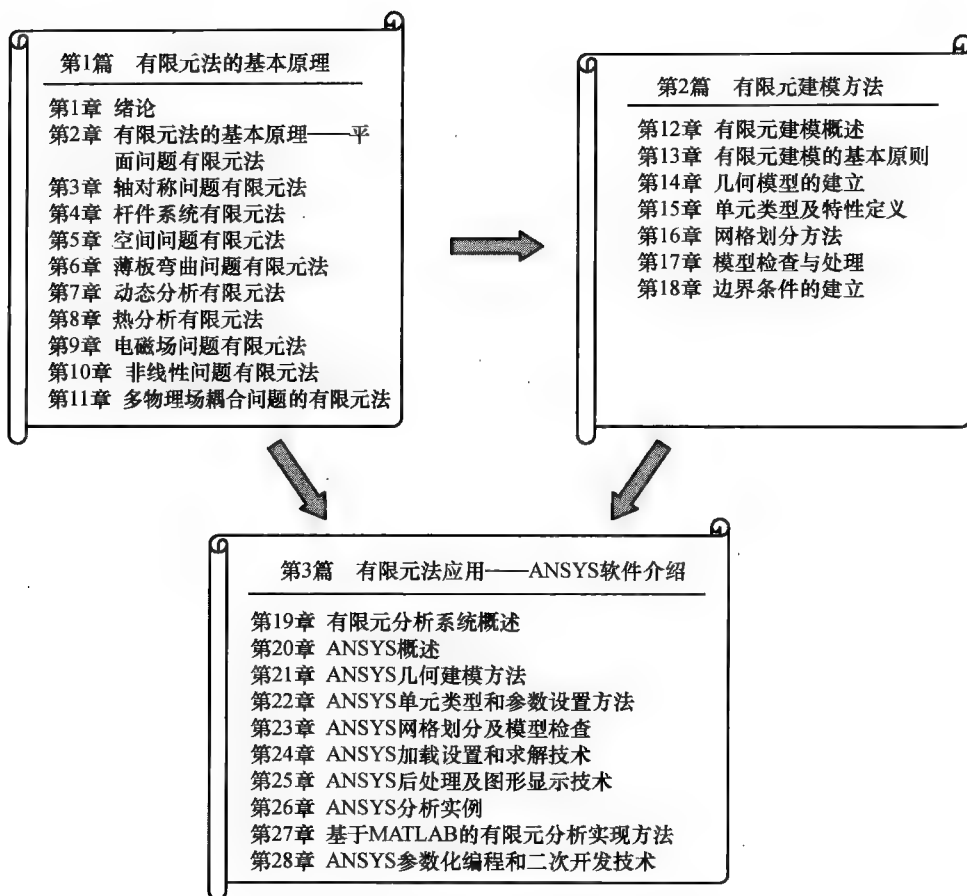 第1篇 有限元法的基本原理
第1章 绪论
第2章 有限元法的基本原理——平
面问题有限元法
第3章 轴对称问题有限元法
第4章 杆件系统有限元法
第5章 空间问题有限元法
第6章 薄板弯曲问题有限元法
第7章 动态分析有限元法
第8章 热分析有限元法
第9章 电磁场问题有限元法
第10章 非线性问题有限元法
第11章 多物理场耦合问题的有限元法
第2篇 有限元建模方法
第12章 有限元建模概述
第13章 有限元建模的基本原则
第14章 几何模型的建立
第15章 单元类型及特性定义
第16章 网格划分方法
第17章 模型检查与处理
第18章 边界条件的建立
第3篇 有限元法应用——ANSYS软件介绍
第19章 有限元分析系统概述
第20章 ANSYS概述
第21章 ANSYS几何建模方法
第22章 ANSYS单元类型和参数设置方法
第23章 ANSYS网格划分及模型检查
第24章 ANSYS加载设置和求解技术
第25章 ANSYS后处理及图形显示技术
第26章 ANSYS分析实例
第27章 基于MATLAB的有限元分析实现方法
第28章 ANSYS参数化编程和二次开发技术